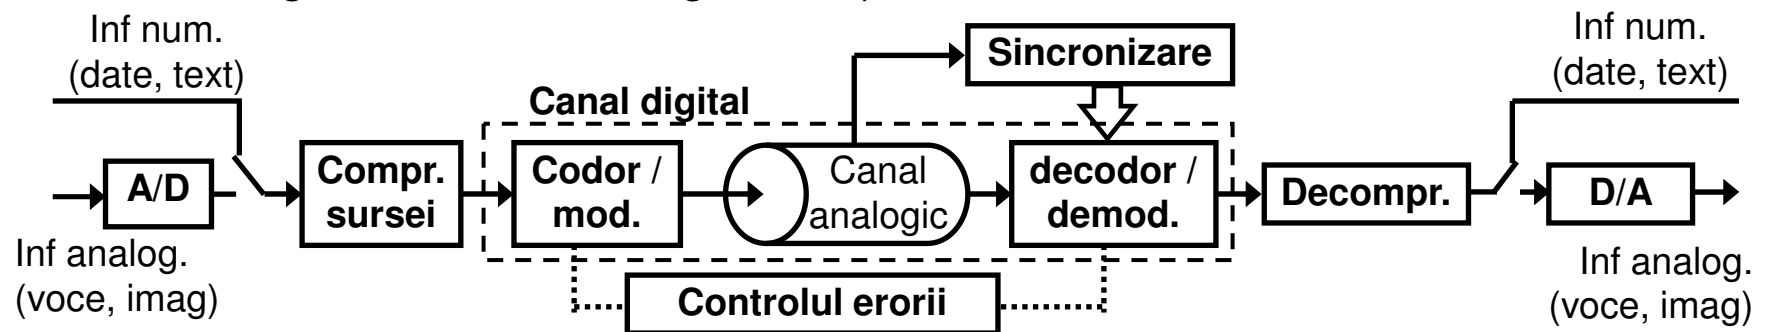 Inf num.
(date, text)
Sincronizare
Inf num.
(date, text)
Canal digital
A/D
Compr.
sursei
Codor /
mod.
Canal
analogic
decodor /
demod.
Decompr.
D/A
Inf analog.
(voce, imag)
Controlul erorii
Inf analog.
(voce, imag)